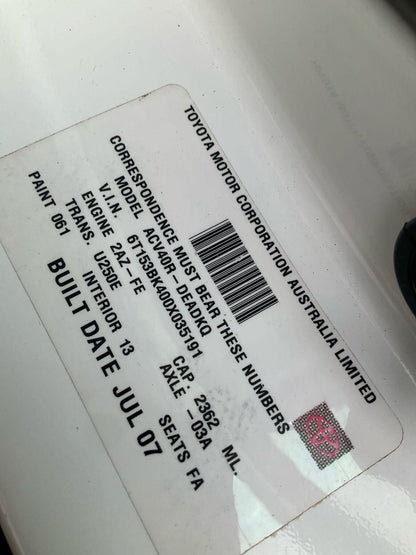 TOYOTA MOTOR CORPORATION AUSTRALIA LIMITED
CORRESPONDENCE MUST BEAR THESE NUMBERS
MODEL ACV40R-DEADKQ
V.I.N. 6T153BK400X035191
ENGINE 2AZ-FE CAP. 2362 ML
TRANS. U250E AXLE -03A
PAINT 061 INTERIOR 13 SEATS FA
BUILT DATE JUL 07